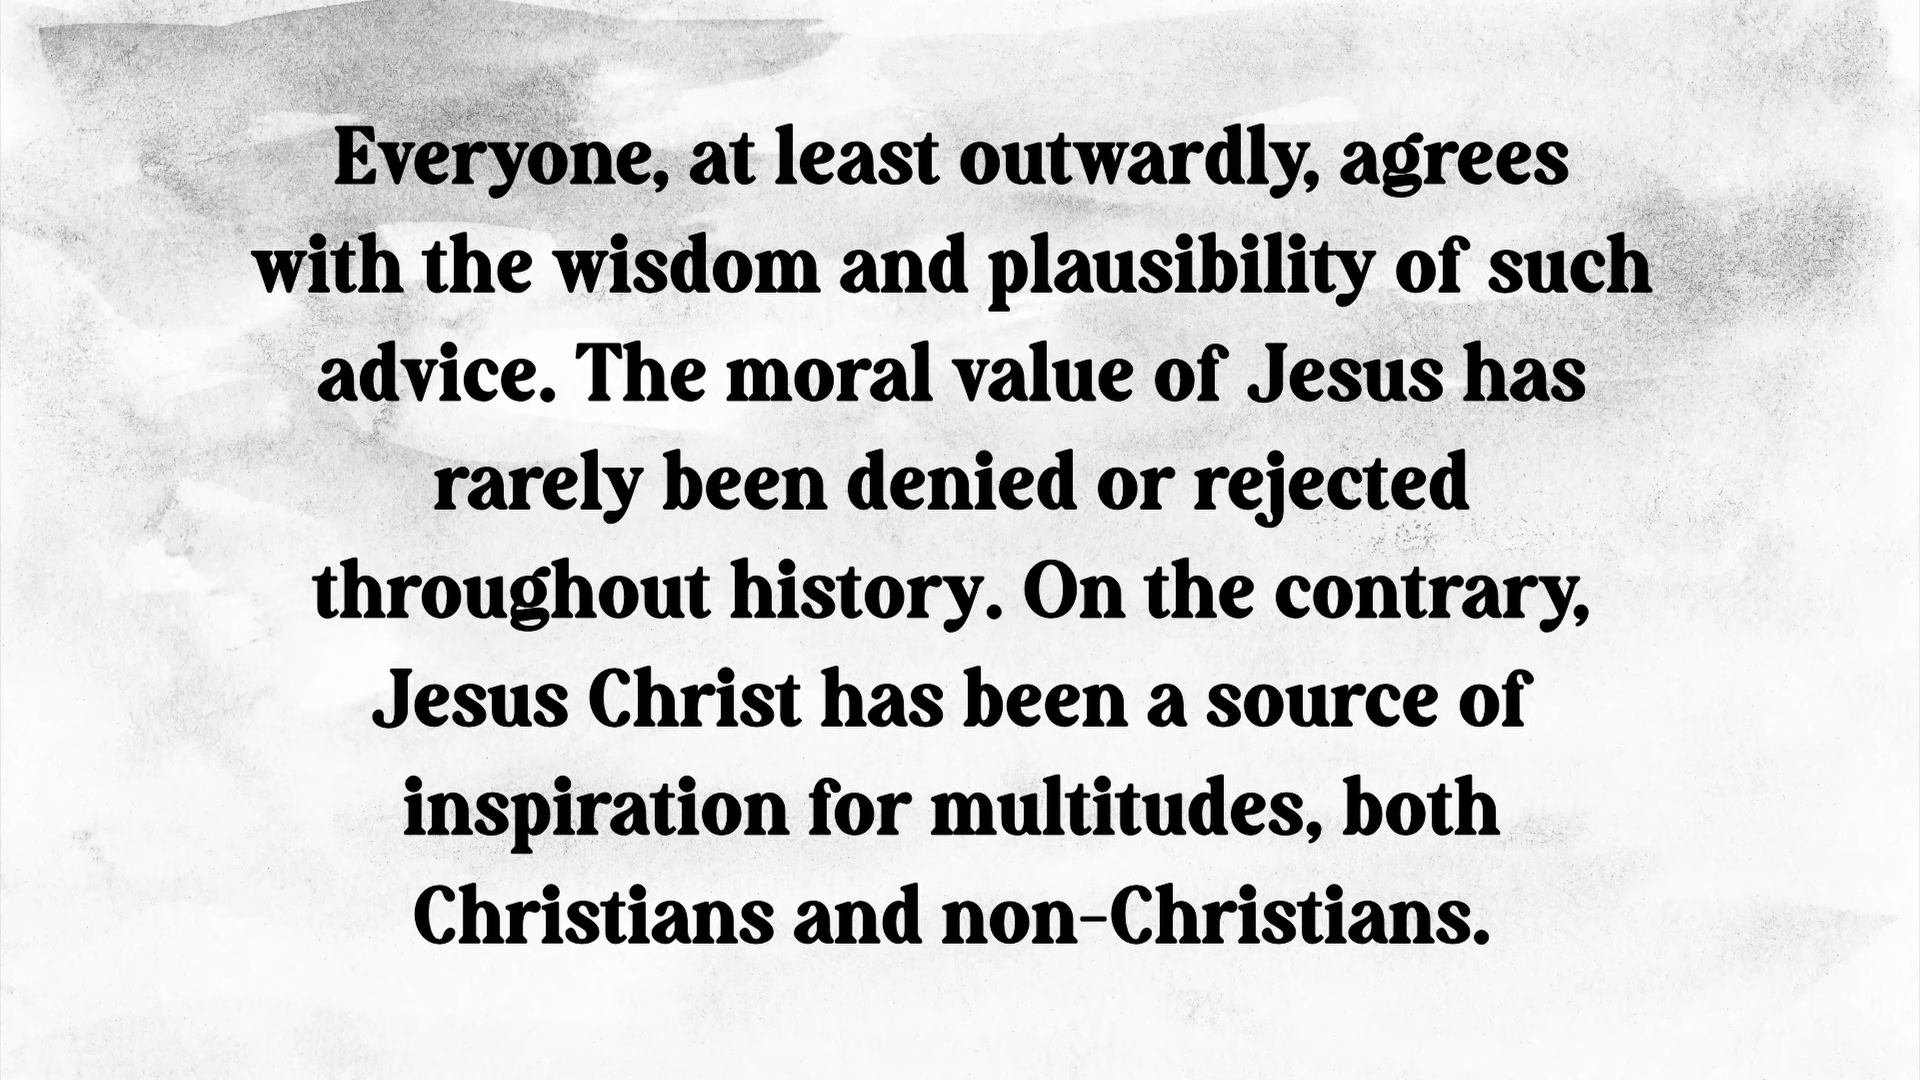 Everyone, at least outwardly, agrees
with the wisdom and plausibility of such
advice. The moral value of Jesus has
rarely been denied or rejected
throughout history. On the contrary,
Jesus Christ has been a source of
inspiration for multitudes, both
Christians and non-Christians.